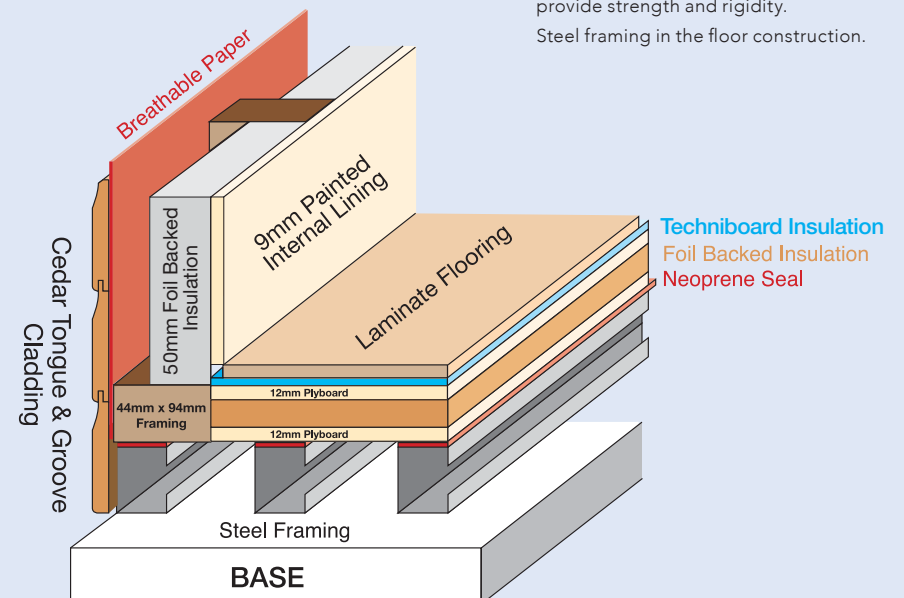 provide strength and rigidity.
Steel framing in the floor construction.
Breathable Paper
9mm Painted
Internal Lining
Cedar Tongue & Groove
Cladding
50mm Foil Backed
Insulation
Laminate Flooring
Techniboard Insulation
Foil Backed Insulation
Neoprene Seal
12mm Plyboard
44mm x 94mm
Framing
12mm Plyboard
Steel Framing
BASE